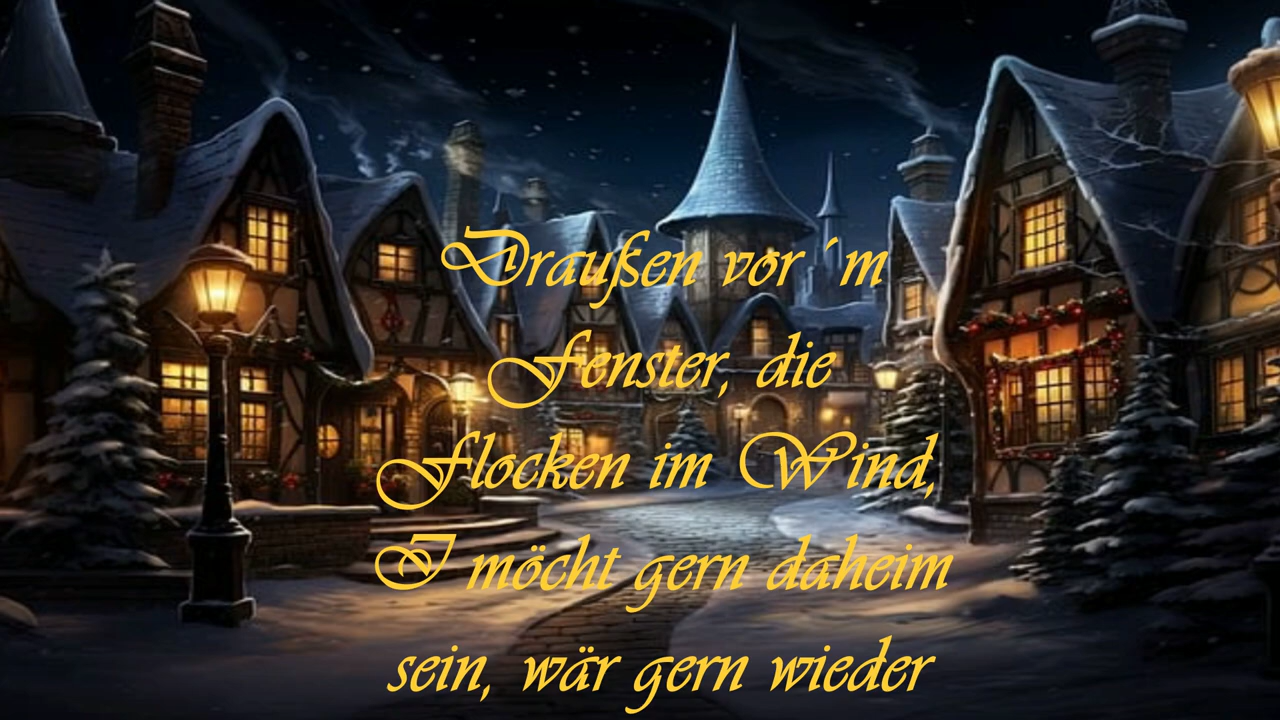 Draußen vor´m
Fenster, die
Flocken im Wind,
I möcht gern daheim
sein, wär gern wieder